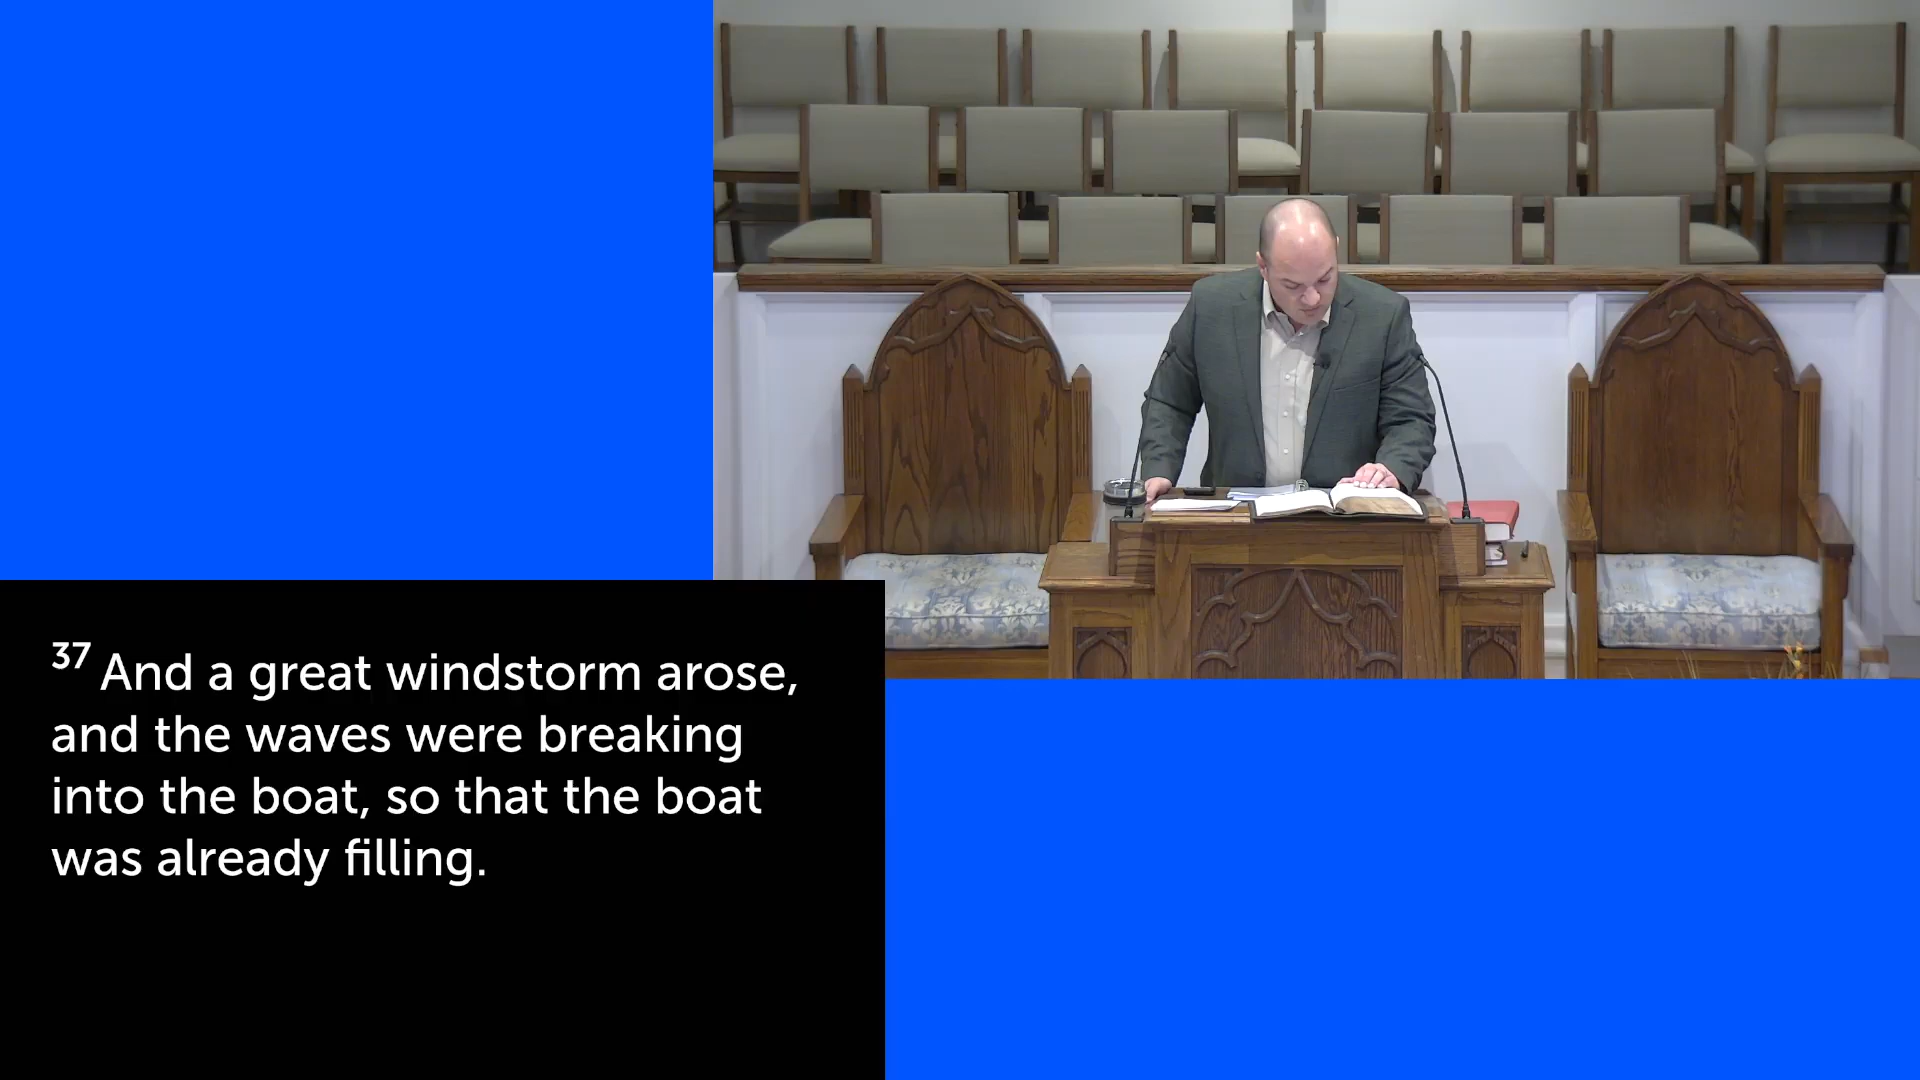 37 And a great windstorm arose,
and the waves were breaking
into the boat, so that the boat
was already filling.